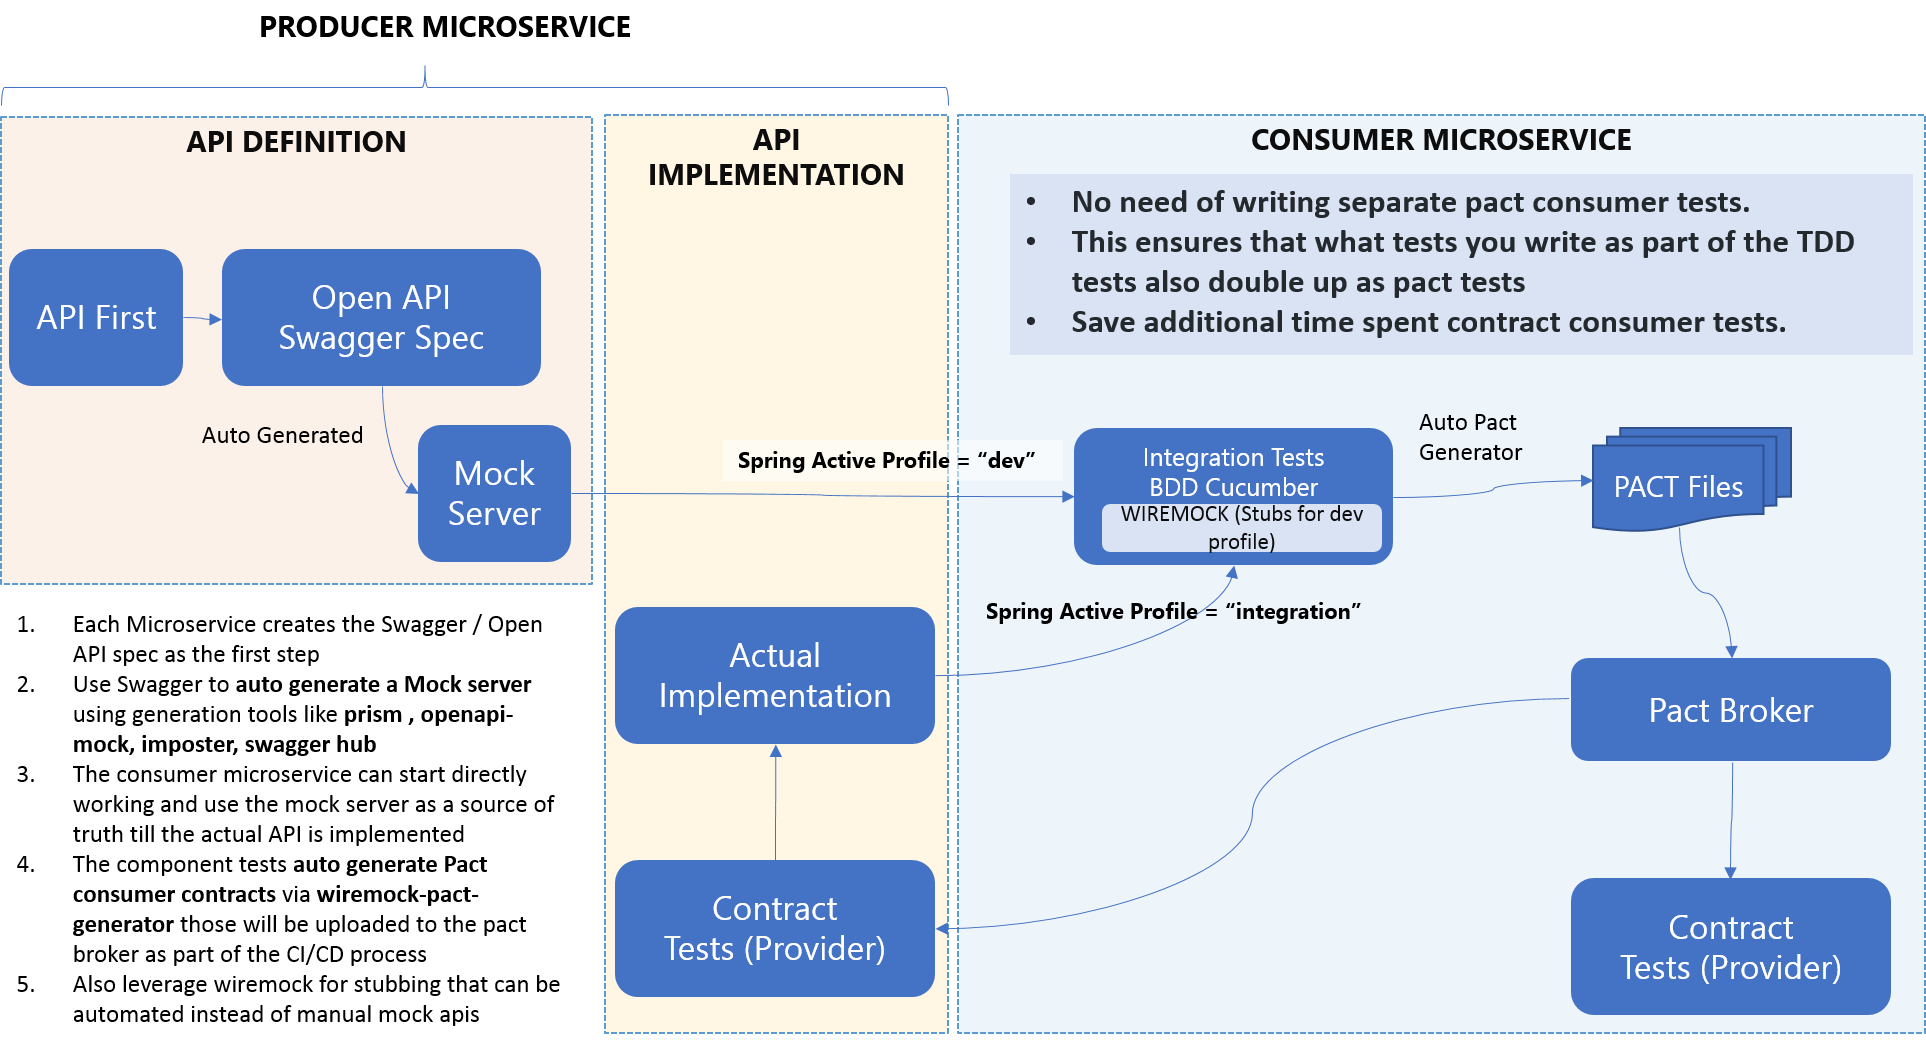 PRODUCER MICROSERVICE
API DEFINITION
API
IMPLEMENTATION
CONSUMER MICROSERVICE
• No need of writing separate pact consumer tests.
• This ensures that what tests you write as part of the TDD
tests also double up as pact tests
• Save additional time spent contract consumer tests.
API First
Open API
Swagger Spec
Auto Generated
Mock
Server
Spring Active Profile = “dev”
Integration Tests
BDD Cucumber
WIREMOCK (Stubs for dev
profile)
Auto Pact
Generator
PACT Files
Spring Active Profile = “integration”
Actual
Implementation
Pact Broker
Contract
Tests (Provider)
Contract
Tests (Provider)
1. Each Microservice creates the Swagger / Open
API spec as the first step
2. Use Swagger to auto generate a Mock server
using generation tools like prism , openapi-
mock, imposter, swagger hub
3. The consumer microservice can start directly
working and use the mock server as a source of
truth till the actual API is implemented
4. The component tests auto generate Pact
consumer contracts via wiremock-pact-
generator those will be uploaded to the pact
broker as part of the CI/CD process
5. Also leverage wiremock for stubbing that can be
automated instead of manual mock apis